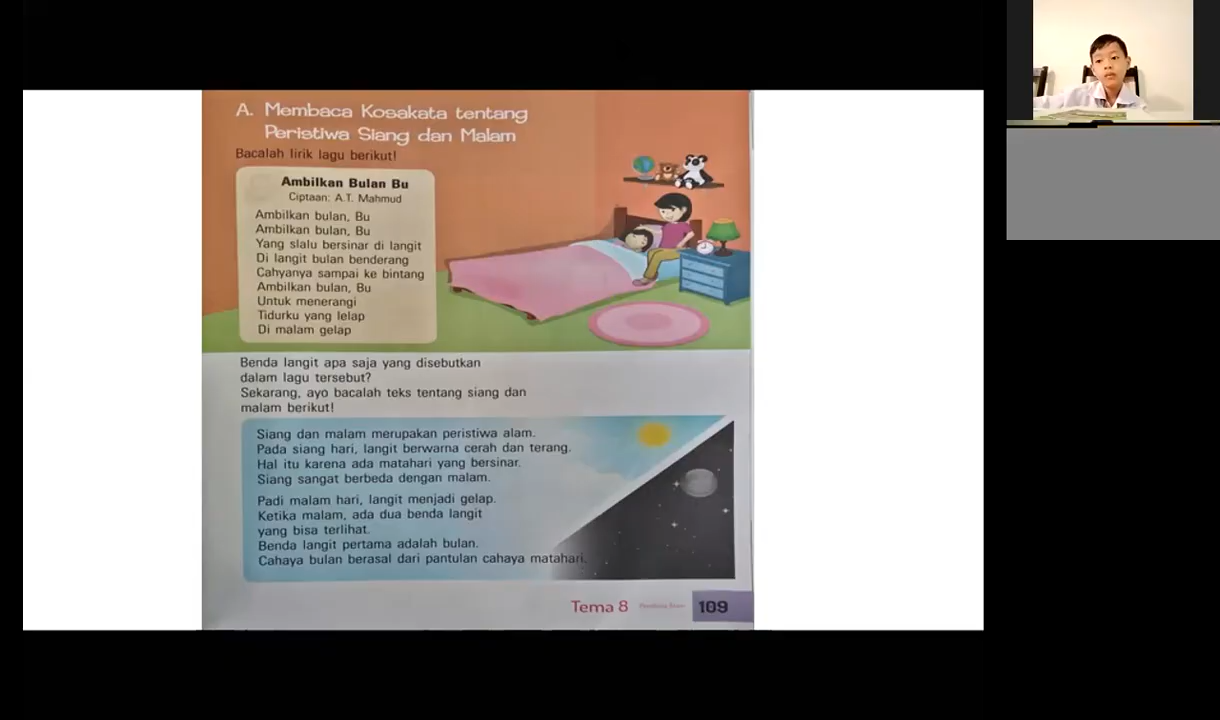 A. Membaca Kosakata tentang
Peristiwa Siang dan Malam
Bacalah lirik lagu berikut!
Ambilkan Bulan Bu
Ciptaan: A.T. Mahmud
Ambilkan bulan, Bu
Ambilkan bulan, Bu
Yang slalu bersinar di langit
Di langit bulan benderang
Cahyanya sampai ke bintang
Ambilkan bulan, Bu
Untuk menerangi
Tidurku yang lelap
Di malam gelap
Benda langit apa saja yang disebutkan
dalam lagu tersebut?
Sekarang, ayo bacalah teks tentang siang dan
malam berikut!
Siang dan malam merupakan peristiwa alam.
Pada siang hari, langit berwarna cerah dan terang.
Hal itu karena ada matahari yang bersinar.
Siang sangat berbeda dengan malam.
Padi malam hari, langit menjadi gelap.
Ketika malam, ada dua benda langit
yang bisa terlihat.
Benda langit pertama adalah bulan.
Cahaya bulan berasal dari pantulan cahaya matahari.
Tema 8
109